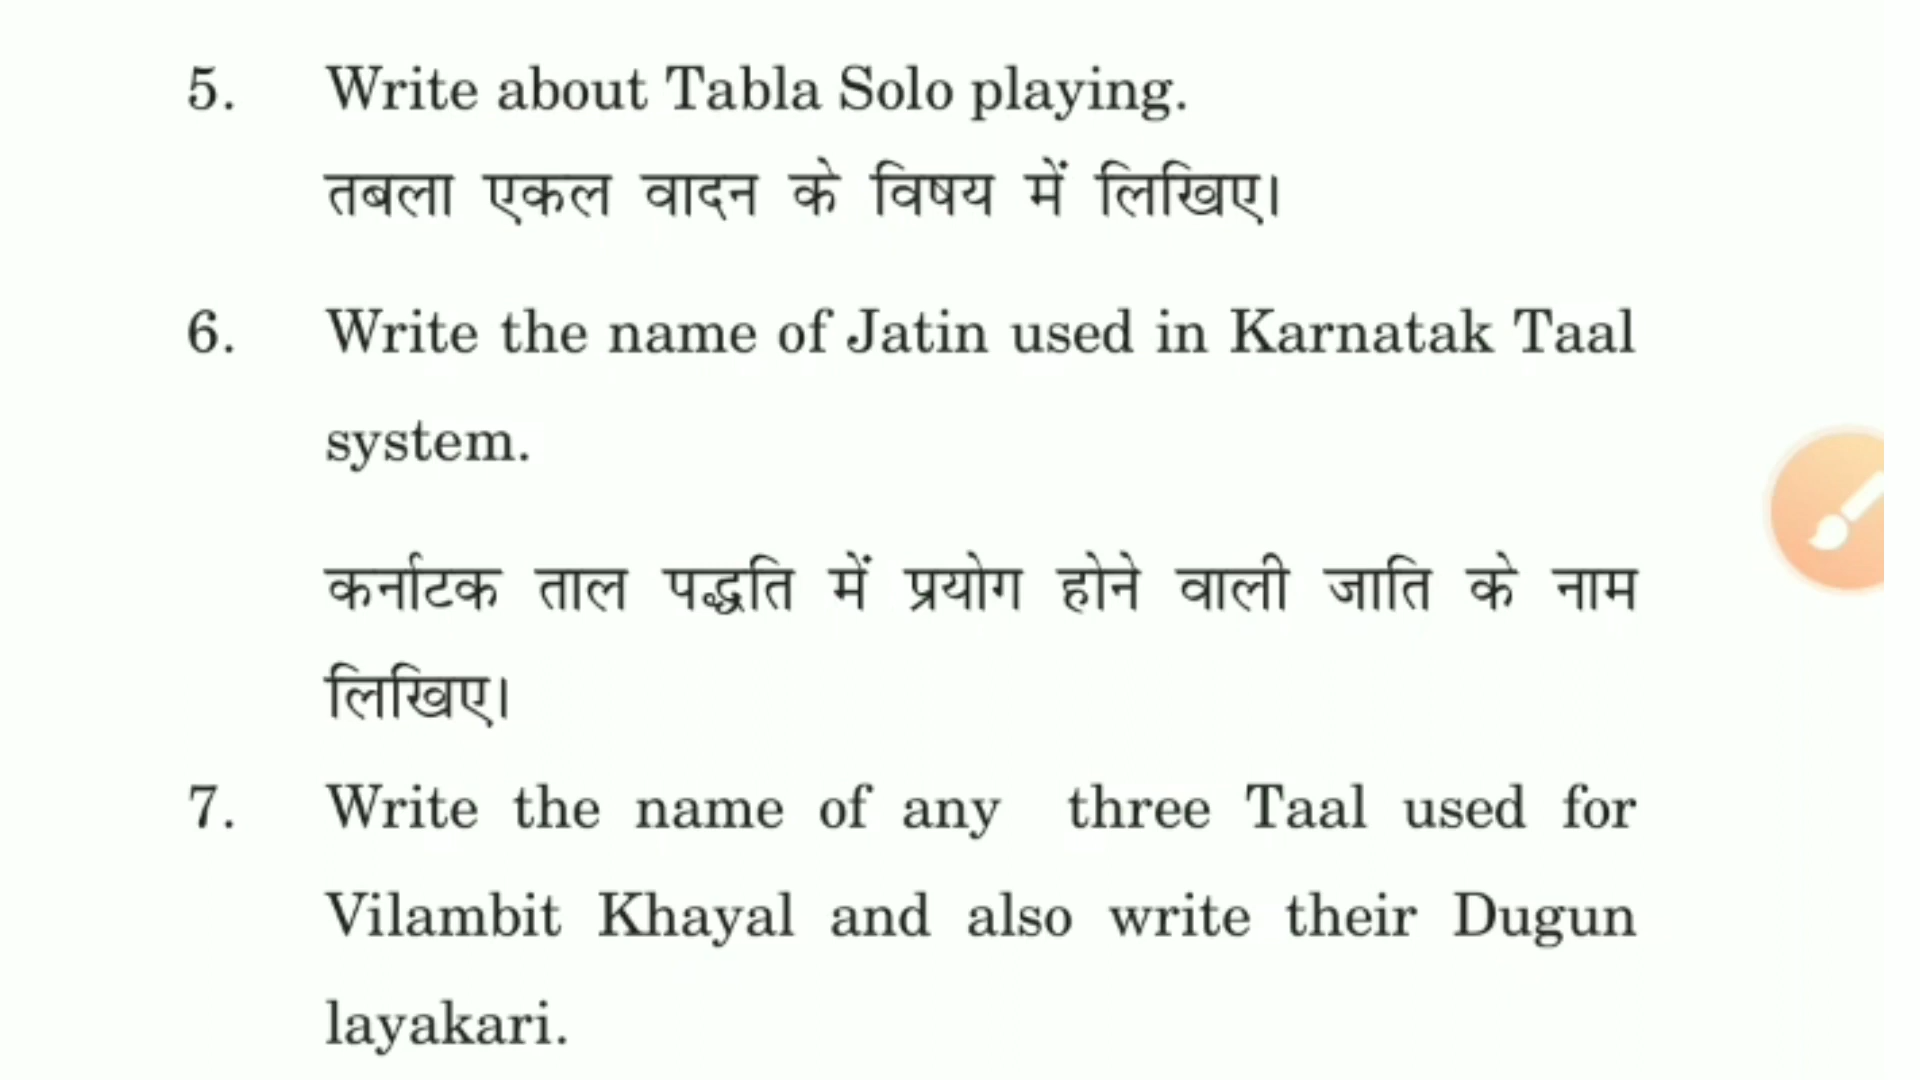 5. Write about Tabla Solo playing.
तबला एकल वादन के विषय में लिखिए।
6. Write the name of Jatin used in Karnatak Taal
system.
कर्नाटक ताल पद्धति में प्रयोग होने वाली जाति के नाम
लिखिए।
7. Write the name of any three Taal used for
Vilambit Khayal and also write their Dugun
layakari.